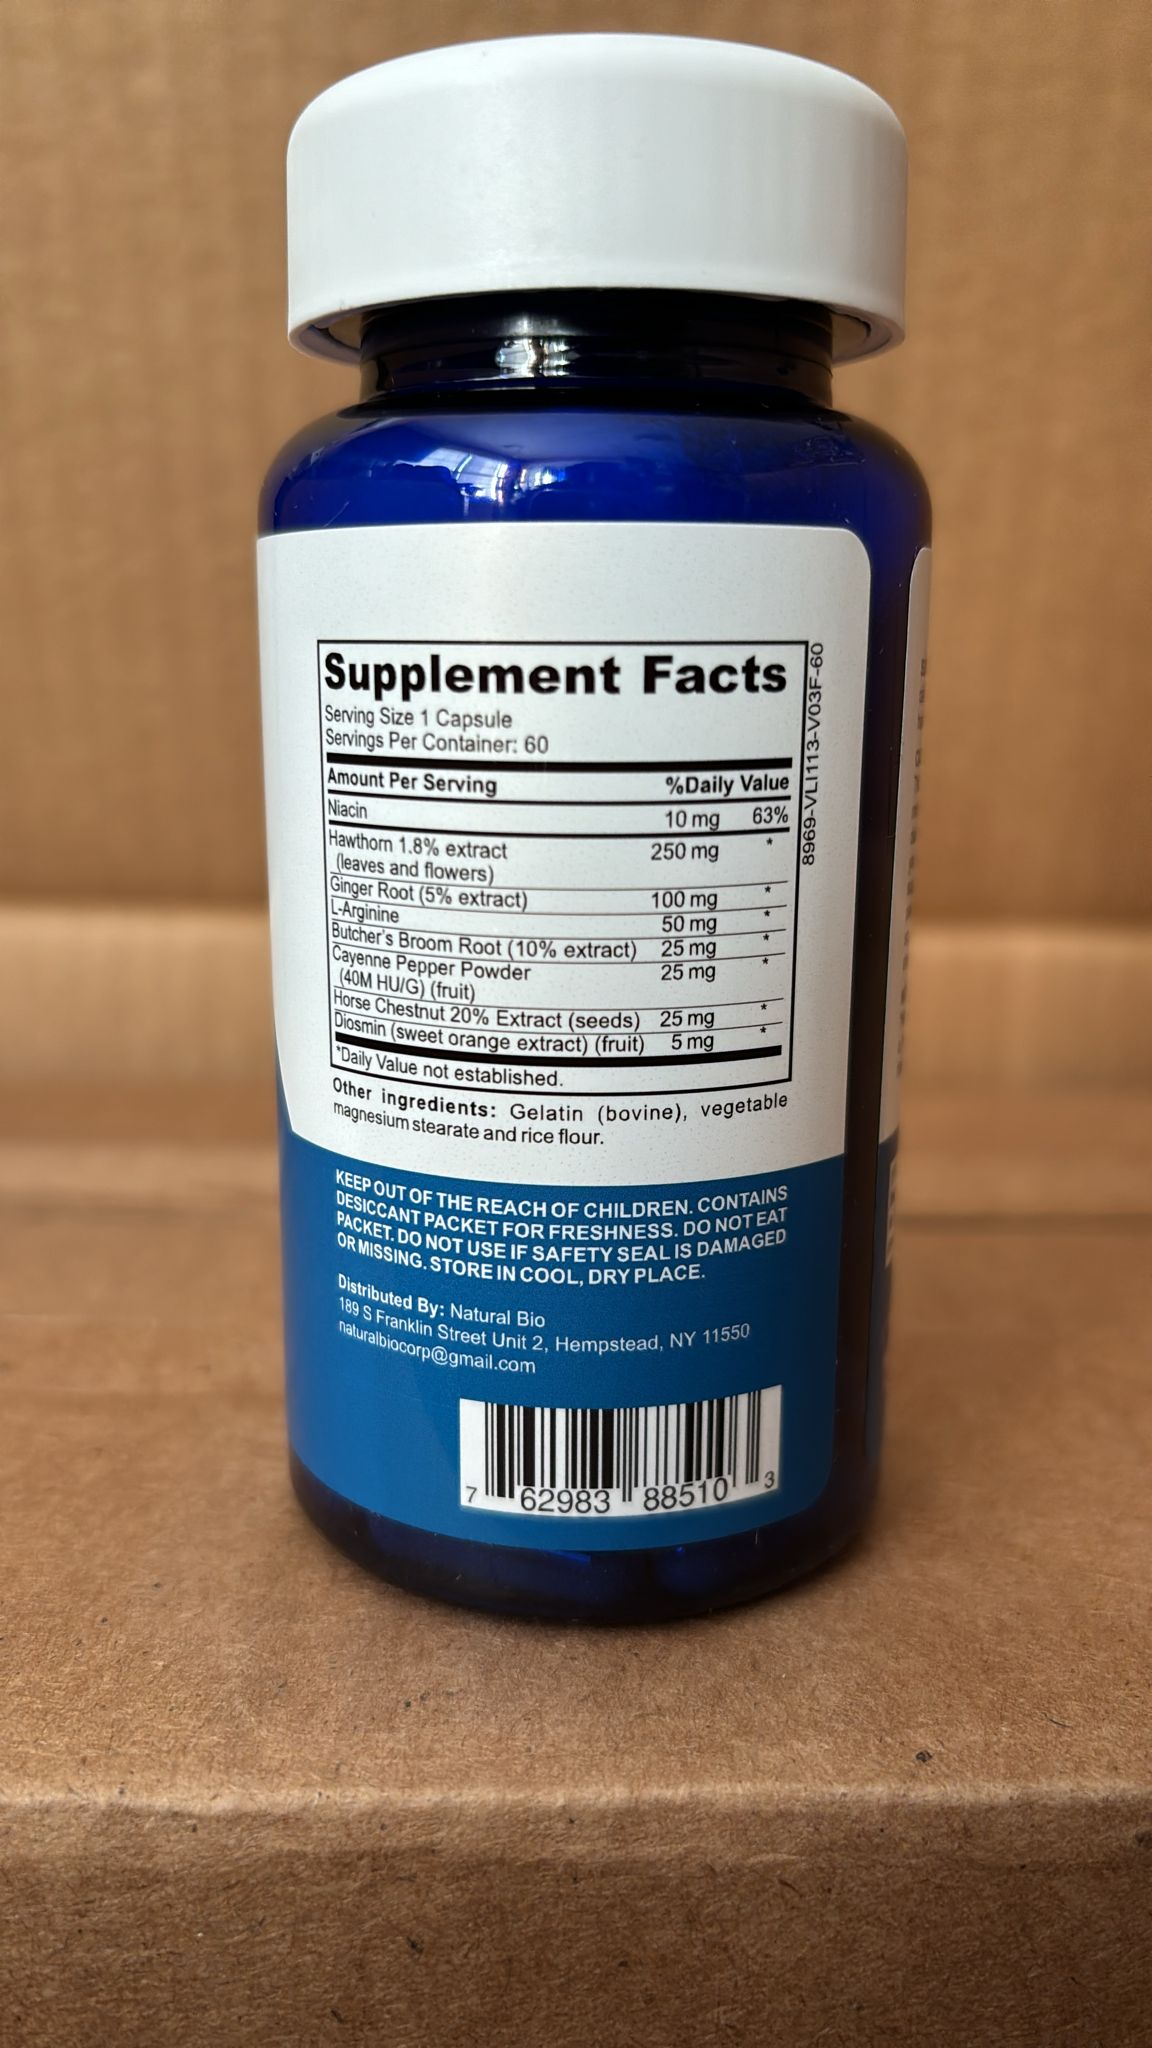 Supplement Facts
Serving Size 1 Capsule
Servings Per Container: 60
Amount Per Serving %Daily Value
Niacin 10 mg 63%
Hawthorn 1.8% extract 250 mg *
(leaves and flowers)
Ginger Root (5% extract) 100 mg *
L-Arginine 50 mg *
Butcher's Broom Root (10% extract) 25 mg *
Cayenne Pepper Powder 25 mg *
(40M HU/G) (fruit)
Horse Chestnut 20% Extract (seeds) 25 mg *
Diosmin (sweet orange extract) (fruit) 5 mg *
*Daily Value not established.
Other ingredients: Gelatin (bovine), vegetable
magnesium stearate and rice flour.
8969-VLI113-V03F-60
KEEP OUT OF THE REACH OF CHILDREN. CONTAINS
DESICCANT PACKET FOR FRESHNESS. DO NOT EAT
PACKET. DO NOT USE IF SAFETY SEAL IS DAMAGED
OR MISSING. STORE IN COOL, DRY PLACE.
Distributed By: Natural Bio
189 S Franklin Street Unit 2, Hempstead, NY 11550
naturalbiocorp@gmail.com
7 62983 88510 3